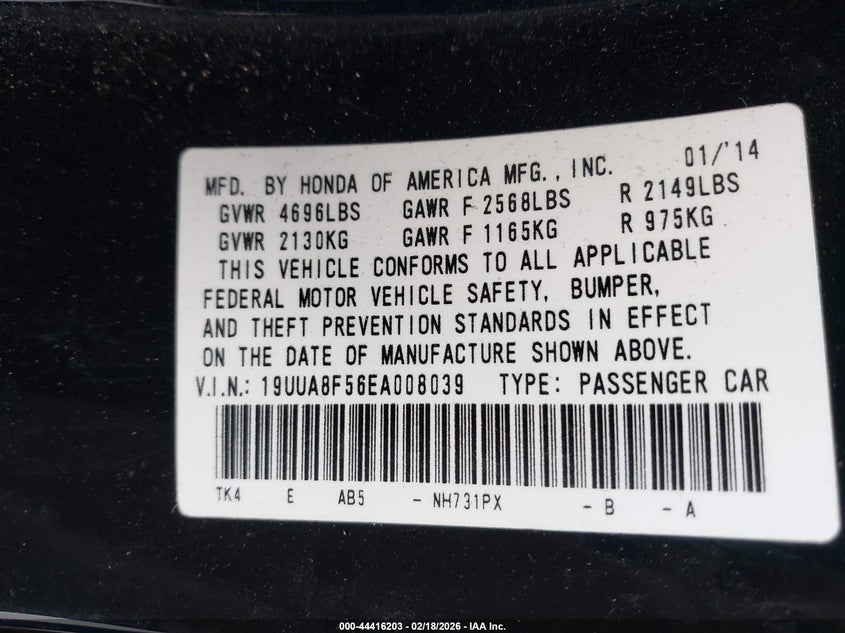 MFD. BY HONDA OF AMERICA MFG., INC. 01/'14
GVWR 4696LBS GAWR F 2568LBS R 2149LBS
GVWR 2130KG GAWR F 1165KG R 975KG
THIS VEHICLE CONFORMS TO ALL APPLICABLE
FEDERAL MOTOR VEHICLE SAFETY, BUMPER,
AND THEFT PREVENTION STANDARDS IN EFFECT
ON THE DATE OF MANUFACTURE SHOWN ABOVE.
V.I.N.: 19UUA8F56EA008039 TYPE: PASSENGER CAR
TK4 E AB5 - NH731PX - B - A
000-44416203 - 02/18/2026 - IAA Inc.